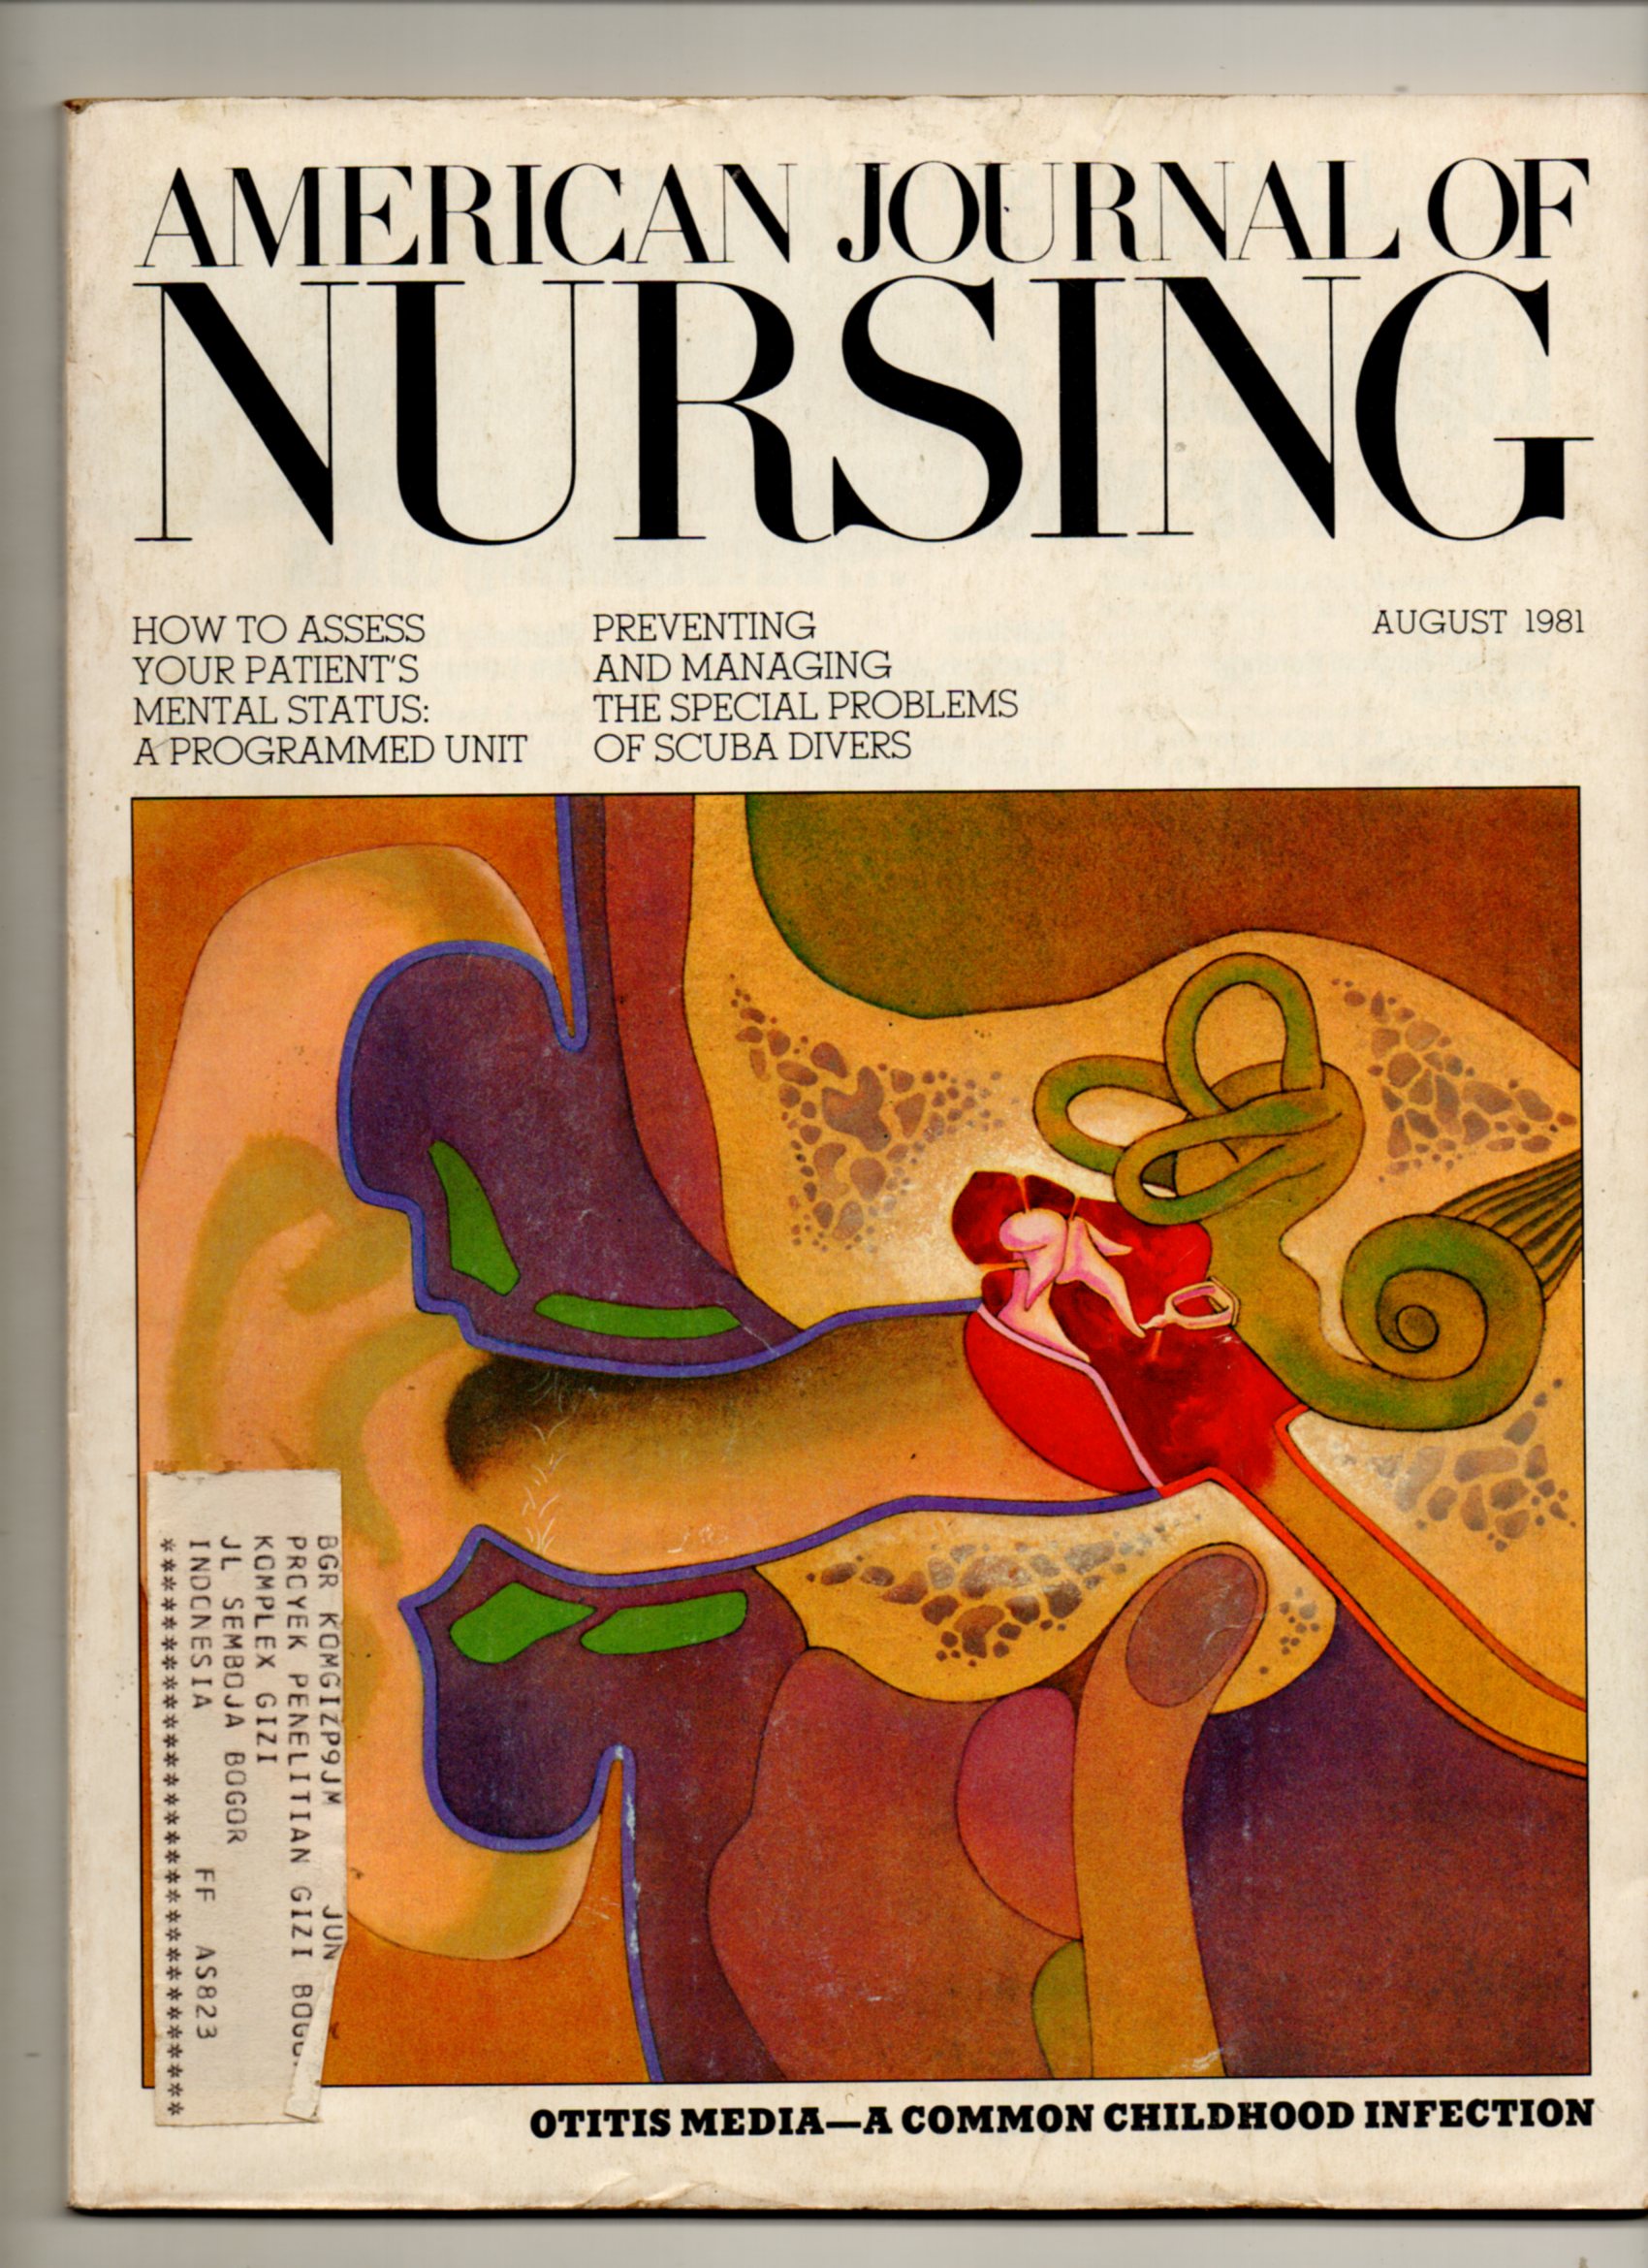 AMERICAN JOURNAL OF
NURSING
HOW TO ASSESS
YOUR PATIENT'S
MENTAL STATUS:
A PROGRAMMED UNIT
PREVENTING
AND MANAGING
THE SPECIAL PROBLEMS
OF SCUBA DIVERS
AUGUST 1981
BGR KOMGIZP9JM JUN
PROYEK PENELITIAN GIZI
KOMPLEX GIZI
JL SEMBOJA BOGOR
INDONESIA FF AS823
OTITIS MEDIA—A COMMON CHILDHOOD INFECTION